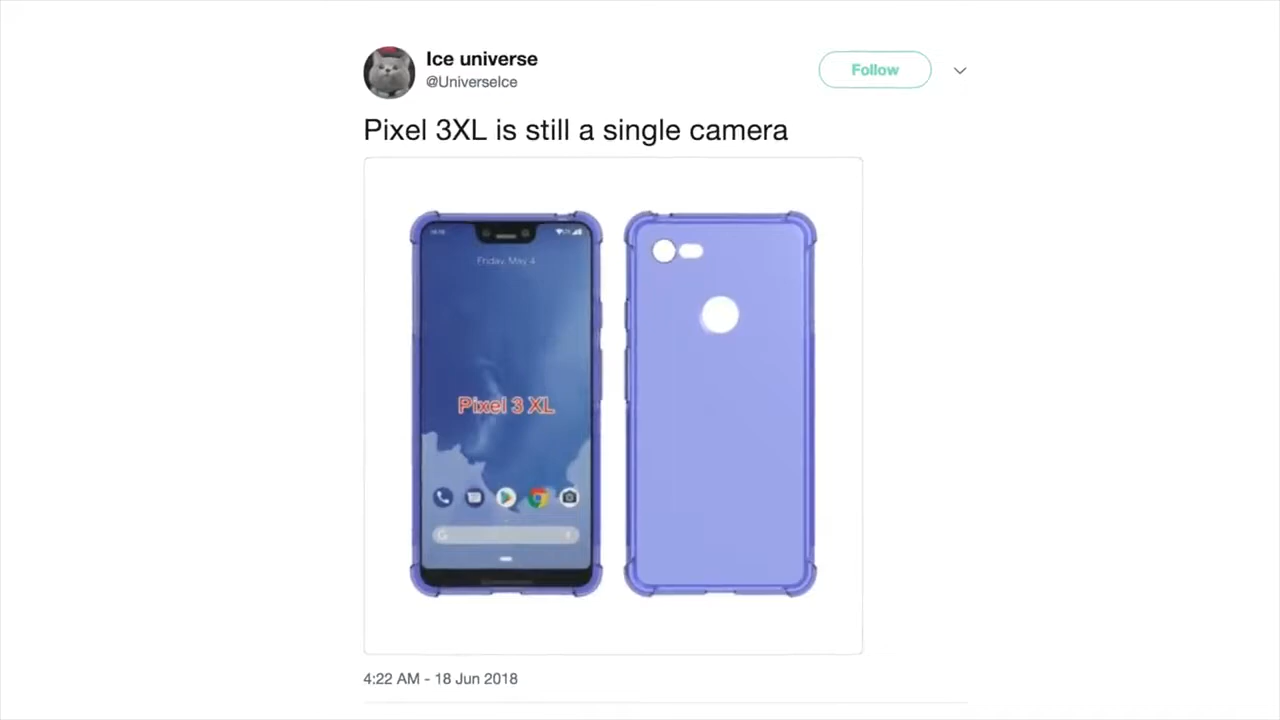 Ice universe
@UniverseIce
Follow
Pixel 3XL is still a single camera
Friday, May 4
Pixel 3 XL
4:22 AM - 18 Jun 2018